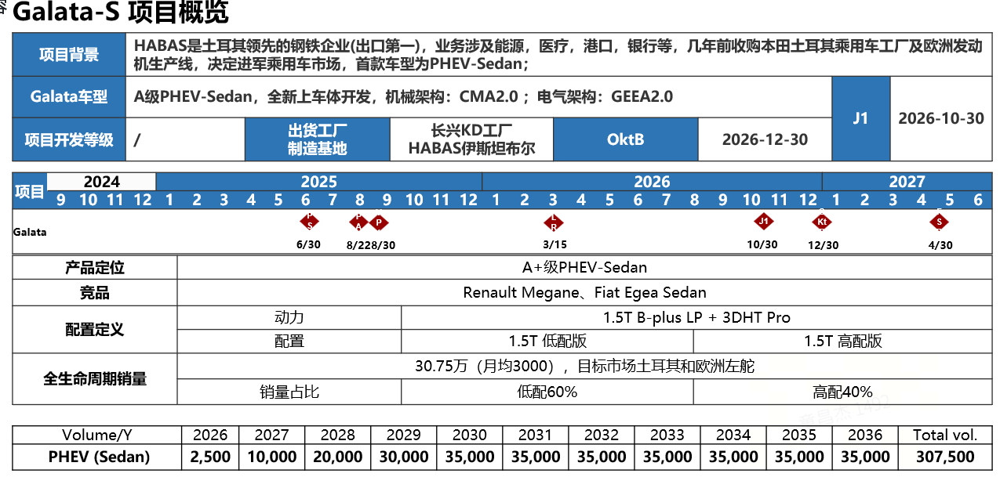 Galata-S 项目概览
项目背景
HABAS是土耳其领先的钢铁企业(出口第一)，业务涉及能源，医疗，港口，银行等，几年前收购本田土耳其乘用车工厂及欧洲发动
机生产线，决定进军乘用车市场，首款车型为PHEV-Sedan；
Galata车型
A级PHEV-Sedan，全新上车体开发，机械架构：CMA2.0 ；电气架构：GEEA2.0
J1
2026-10-30
项目开发等级
/
出货工厂
制造基地
长兴KD工厂
HABAS伊斯坦布尔
OktB
2026-12-30
项目 2024 2025 2026 2027
9 10 11 12 1 2 3 4 5 6 7 8 9 10 11 12 1 2 3 4 5 6 7 8 9 10 11 12 1 2 3 4 5 6
Galata
PS PA P LR J1 Kt S
6/30 8/22 8/30 3/15 10/30 12/30 4/30
产品定位 A+级PHEV-Sedan
竞品 Renault Megane、Fiat Egea Sedan
配置定义
动力 1.5T B-plus LP + 3DHT Pro
配置 1.5T 低配版 1.5T 高配版
全生命周期销量
30.75万（月均3000），目标市场土耳其和欧洲左舵
销量占比 低配60% 高配40%
Volume/Y 2026 2027 2028 2029 2030 2031 2032 2033 2034 2035 2036 Total vol.
PHEV (Sedan) 2,500 10,000 20,000 30,000 35,000 35,000 35,000 35,000 35,000 35,000 35,000 307,500